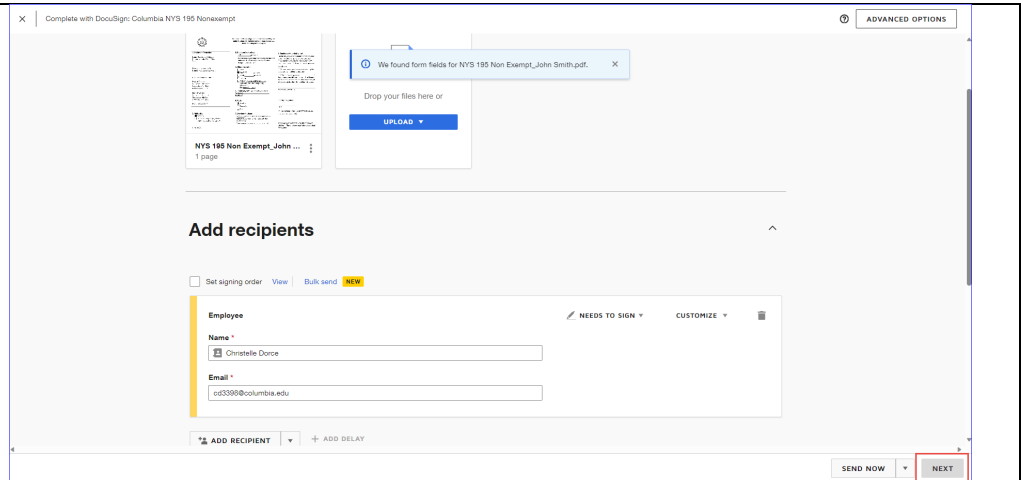 Complete with DocuSign: Columbia NYS 195 Nonexempt
ADVANCED OPTIONS
We found form fields for NYS 195 Non Exempt_John Smith.pdf.
Drop your files here or
UPLOAD
NYS 195 Non Exempt_John ...
1 page
Add recipients
Set signing order View Bulk send NEW
Employee NEEDS TO SIGN CUSTOMIZE
Name *
Christelle Dorce
Email *
cd3398@columbia.edu
ADD RECIPIENT + ADD DELAY
SEND NOW NEXT